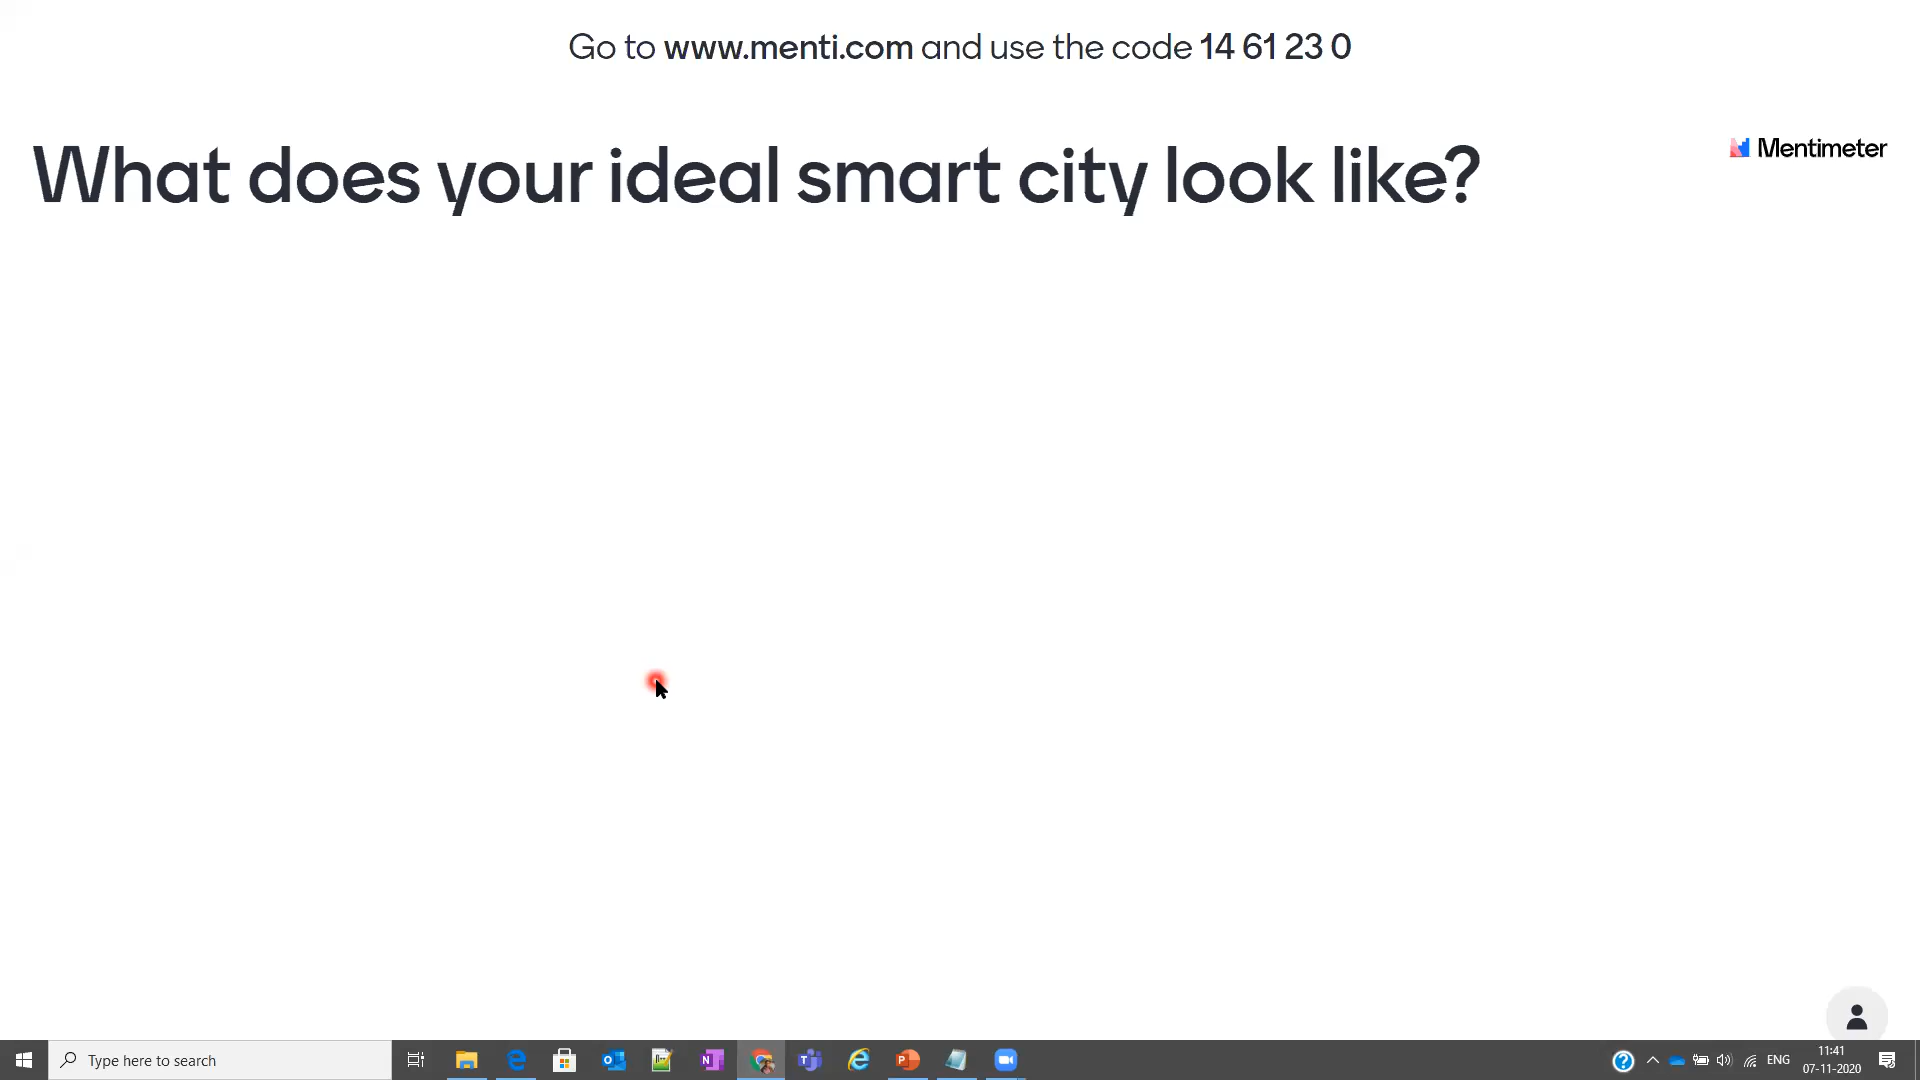 Go to www.menti.com and use the code 14 61 23 0
What does your ideal smart city look like?
Mentimeter
Type here to search
ENG
11:41
07-11-2020